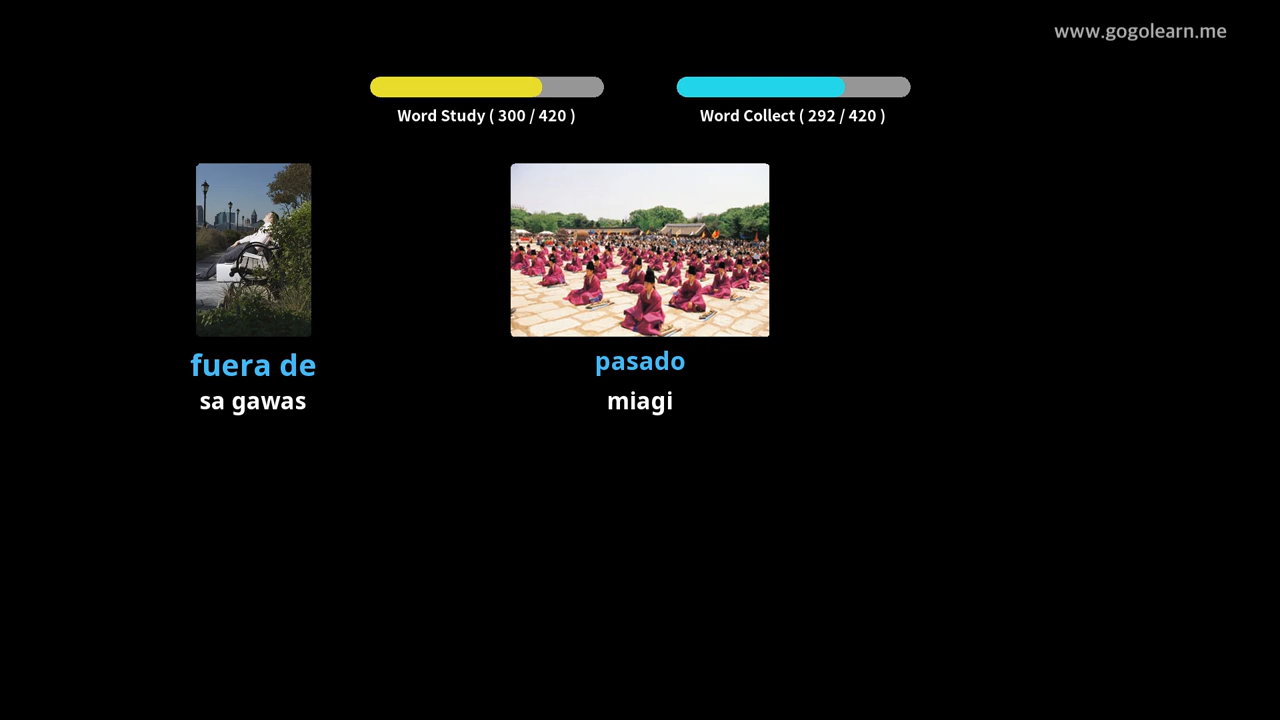 www.gogolearn.me
Word Study ( 300 / 420 )
Word Collect ( 292 / 420 )
fuera de
sa gawas
pasado
miagi